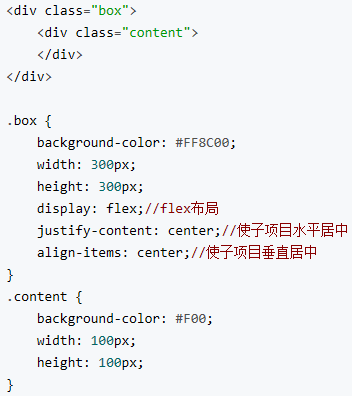 <div class="box">
    <div class="content">
    </div>
</div>

.box {
    background-color: #FF8C00;
    width: 300px;
    height: 300px;
    display: flex;//flex布局
    justify-content: center;//使子项目水平居中
    align-items: center;//使子项目垂直居中
}
.content {
    background-color: #F00;
    width: 100px;
    height: 100px;
}